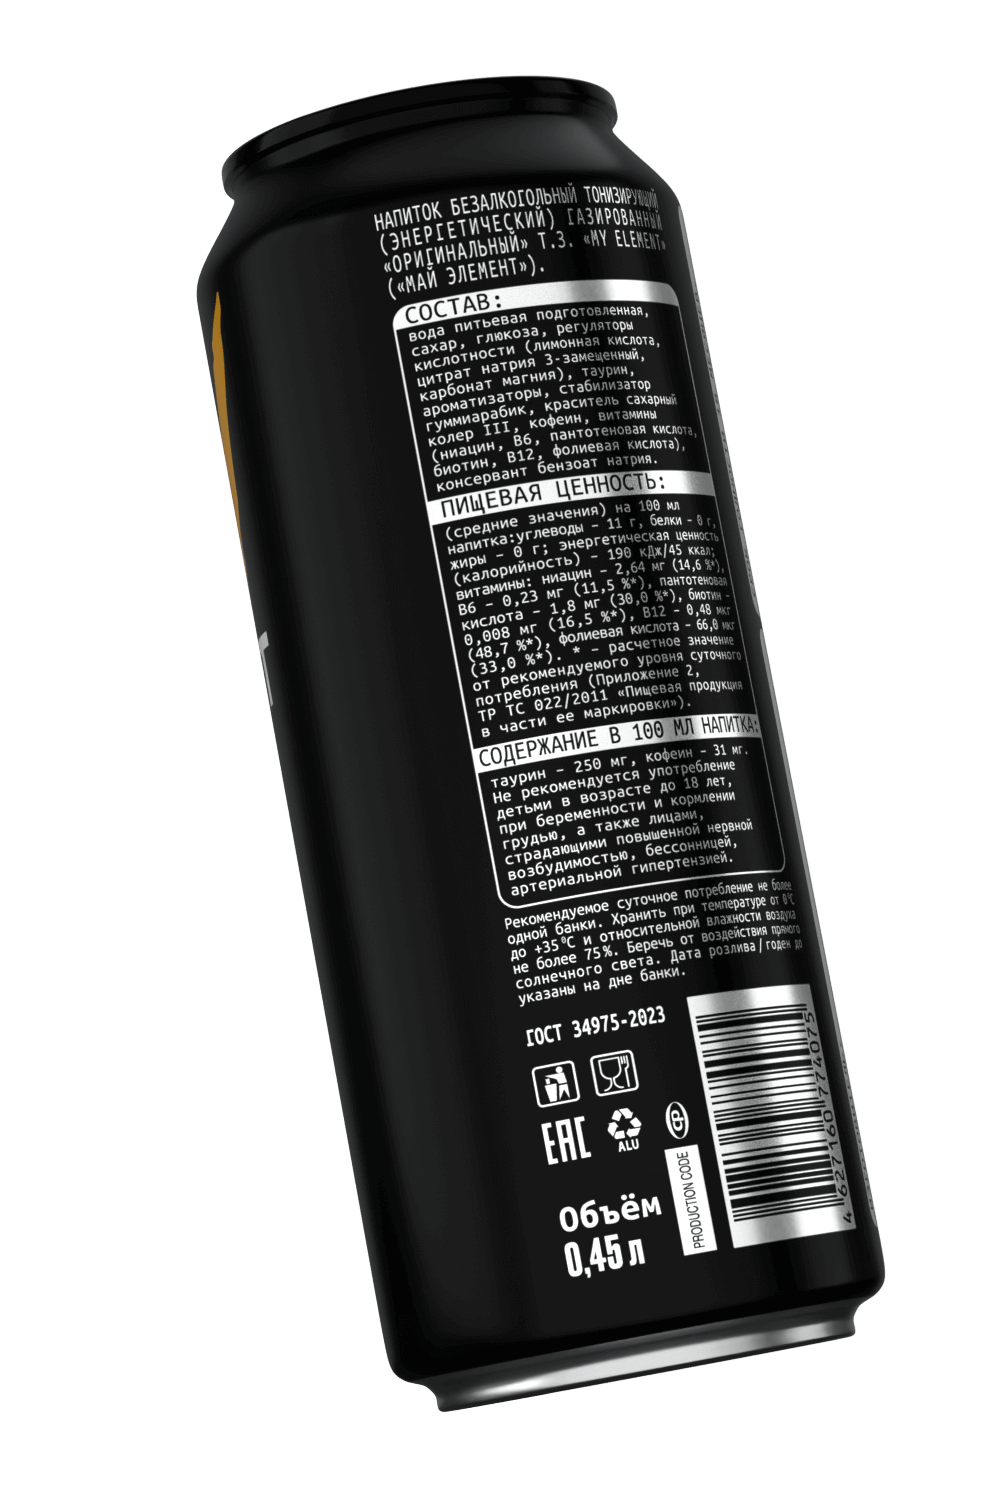 НАПИТОК БЕЗАЛКОГОЛЬНЫЙ ТОНИЗИРУЮЩИЙ
(ЭНЕРГЕТИЧЕСКИЙ) ГАЗИРОВАННЫЙ
«ОРИГИНАЛЬНЫЙ» Т.З. «MY ELEMENT»
(«МАЙ ЭЛЕМЕНТ»).
СОСТАВ:
вода питьевая подготовленная,
сахар, глюкоза, регуляторы
кислотности (лимонная кислота,
цитрат натрия 3-замещенный,
карбонат магния), таурин,
ароматизаторы, стабилизатор
гуммиарабик, краситель сахарный
колер III, кофеин, витамины
(ниацин, B6, пантотеновая кислота,
биотин, B12, фолиевая кислота),
консервант бензоат натрия.
ПИЩЕВАЯ ЦЕННОСТЬ:
(средние значения) на 100 мл
напитка:углеводы – 11 г, белки – 0 г,
жиры – 0 г; энергетическая ценность
(калорийность) – 190 кДж/45 ккал;
витамины: ниацин – 2,64 мг (14,6 %*),
B6 – 0,23 мг (11,5 %*), пантотеновая
кислота – 1,8 мг (30,0 %*), биотин –
0,008 мг (16,5 %*), B12 – 0,48 мкг
(48,7 %*), фолиевая кислота – 66,0 мкг
(33,0 %*). * – расчетное значение
от рекомендуемого уровня суточного
потребления (Приложение 2,
ТР ТС 022/2011 «Пищевая продукция
в части ее маркировки»).
СОДЕРЖАНИЕ В 100 МЛ НАПИТКА:
таурин – 250 мг, кофеин – 31 мг.
Не рекомендуется употребление
детьми в возрасте до 18 лет,
при беременности и кормлении
грудью, а также лицами,
страдающими повышенной нервной
возбудимостью, бессонницей,
артериальной гипертензией.
Рекомендуемое суточное потребление не более
одной банки. Хранить при температуре от 0°С
до +35°С и относительной влажности воздуха
не более 75%. Беречь от воздействия прямого
солнечного света. Дата розлива/годен до
указаны на дне банки.
ГОСТ 34975-2023
EAC
ALU
PRODUCTION CODE
4 627160 774075
Объём
0,45 л